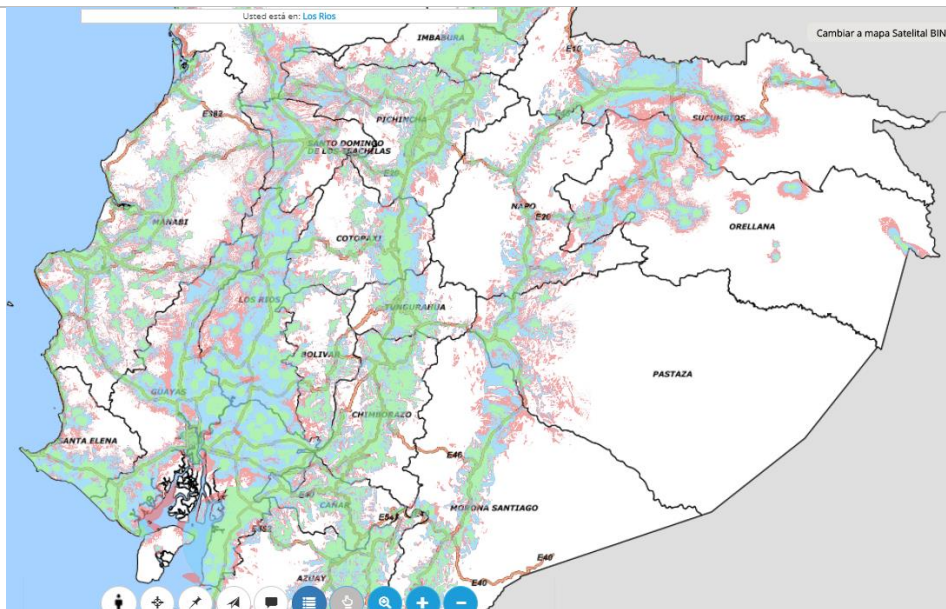 Usted está en: Los Rios
Cambiar a mapa Satelital BIN
IMBABURA
E10
E382
PICHINCHA
SUCUMBIOS
SANTO DOMINGO
DE LOS TSACHILAS
E20
MANABI
NAPO
E20
ORELLANA
COTOPAXI
LOS RIOS
TUNGURAHUA
BOLIVAR
PASTAZA
GUAYAS
CHIMBORAZO
SANTA ELENA
E46
E40
CAÑAR
MORONA SANTIAGO
E40
E40
AZUAY